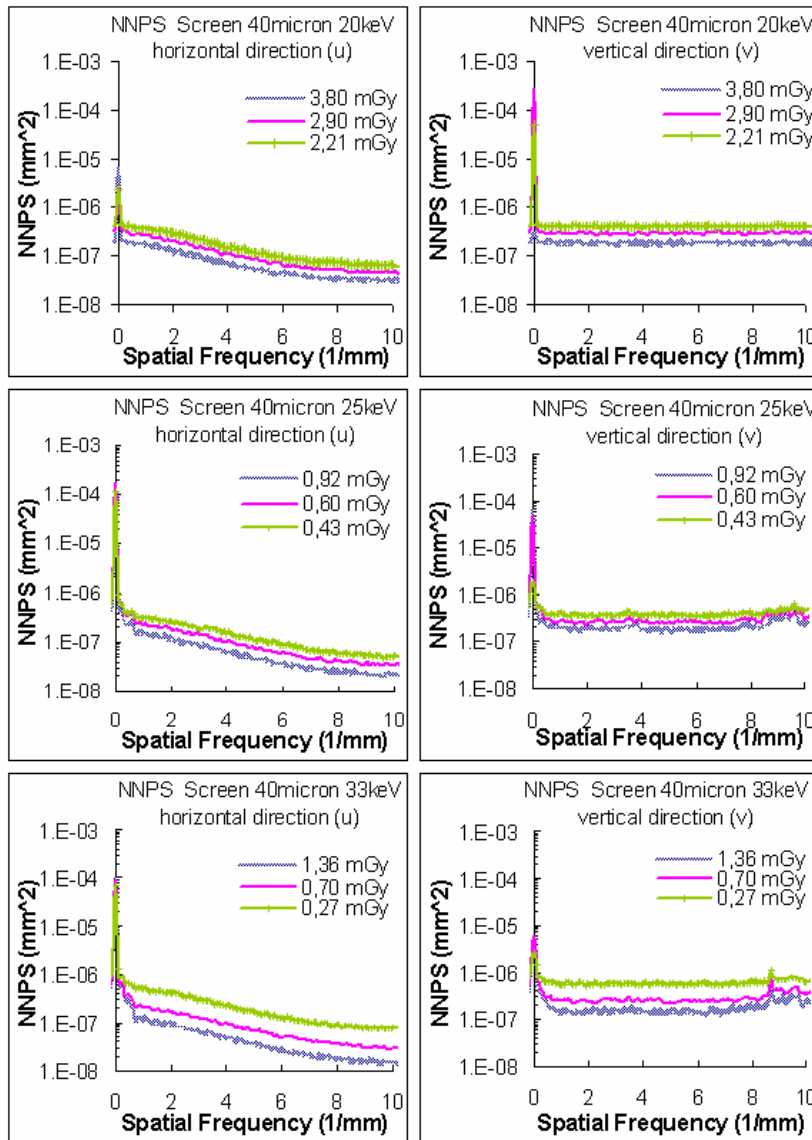 NNPS Screen 40micron 20keV
horizontal direction (u)
1.E-03
1.E-04
1.E-05
1.E-06
1.E-07
1.E-08
NNPS (mm^2)
3,80 mGy
2,90 mGy
2,21 mGy
0 2 4 6 8 10
Spatial Frequency (1/mm)
NNPS Screen 40micron 20keV
vertical direction (v)
1.E-03
1.E-04
1.E-05
1.E-06
1.E-07
1.E-08
NNPS (mm^2)
3,80 mGy
2,90 mGy
2,21 mGy
0 2 4 6 8 10
Spatial Frequency (1/mm)
NNPS Screen 40micron 25keV
horizontal direction (u)
1.E-03
1.E-04
1.E-05
1.E-06
1.E-07
1.E-08
NNPS (mm^2)
0,92 mGy
0,60 mGy
0,43 mGy
0 2 4 6 8 10
Spatial Frequency (1/mm)
NNPS Screen 40micron 25keV
vertical direction (v)
1.E-03
1.E-04
1.E-05
1.E-06
1.E-07
1.E-08
NNPS (mm^2)
0,92 mGy
0,60 mGy
0,43 mGy
0 2 4 6 8 10
Spatial Frequency (1/mm)
NNPS Screen 40micron 33keV
horizontal direction (u)
1.E-03
1.E-04
1.E-05
1.E-06
1.E-07
1.E-08
NNPS (mm^2)
1,36 mGy
0,70 mGy
0,27 mGy
0 2 4 6 8 10
Spatial Frequency (1/mm)
NNPS Screen 40micron 33keV
vertical direction (v)
1.E-03
1.E-04
1.E-05
1.E-06
1.E-07
1.E-08
NNPS (mm^2)
1,36 mGy
0,70 mGy
0,27 mGy
0 2 4 6 8 10
Spatial Frequency (1/mm)